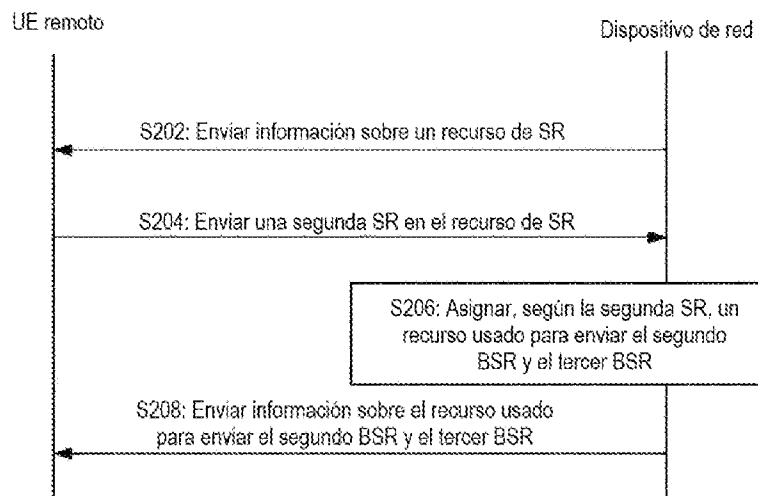 UE remoto
Dispositivo de red
S202: Enviar información sobre un recurso de SR
S204: Enviar una segunda SR en el recurso de SR
S206: Asignar, según la segunda SR, un
recurso usado para enviar el segundo
BSR y el tercer BSR
S208: Enviar información sobre el recurso usado
para enviar el segundo BSR y el tercer BSR